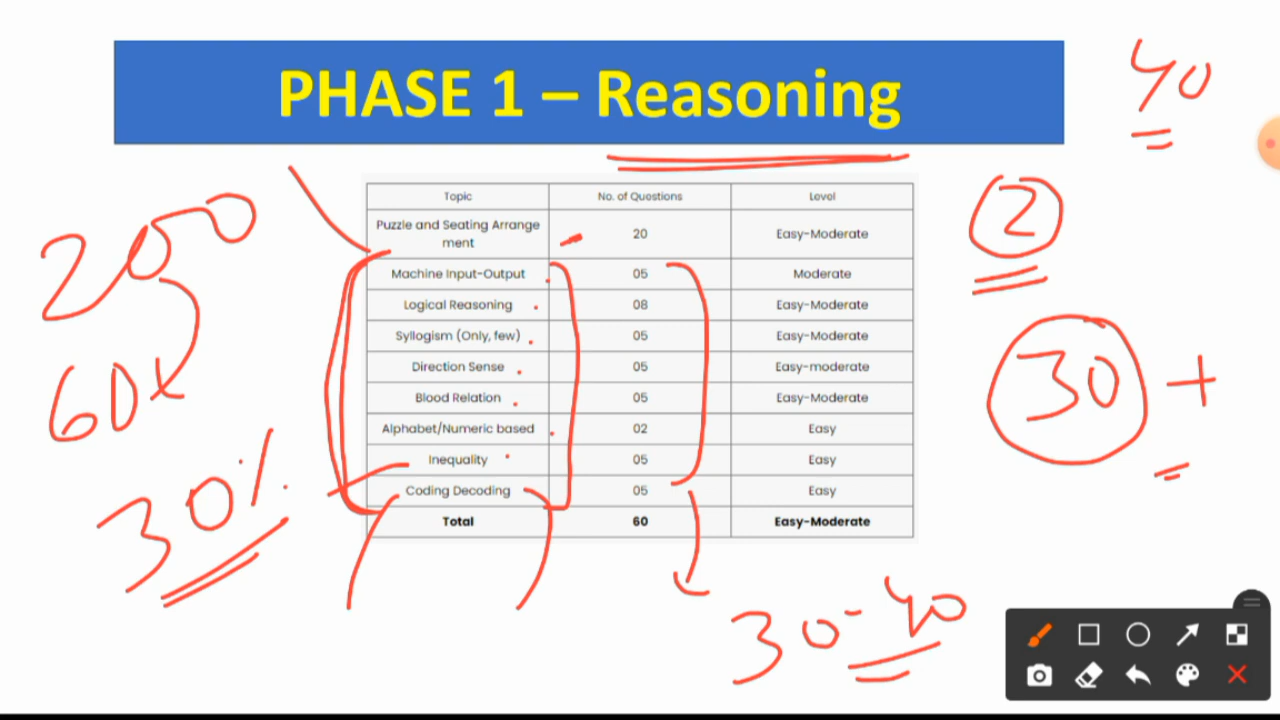 PHASE 1 – Reasoning
40
Topic No. of Questions Level
Puzzle and Seating Arrange
ment 20 Easy-Moderate
Machine Input-Output 05 Moderate
Logical Reasoning 08 Easy-Moderate
Syllogism (Only, few) 05 Easy-Moderate
Direction Sense 05 Easy-moderate
Blood Relation 05 Easy-Moderate
Alphabet/Numeric based 02 Easy
Inequality 05 Easy
Coding Decoding 05 Easy
Total 60 Easy-Moderate
200
60
30%
2
30 +
30-40